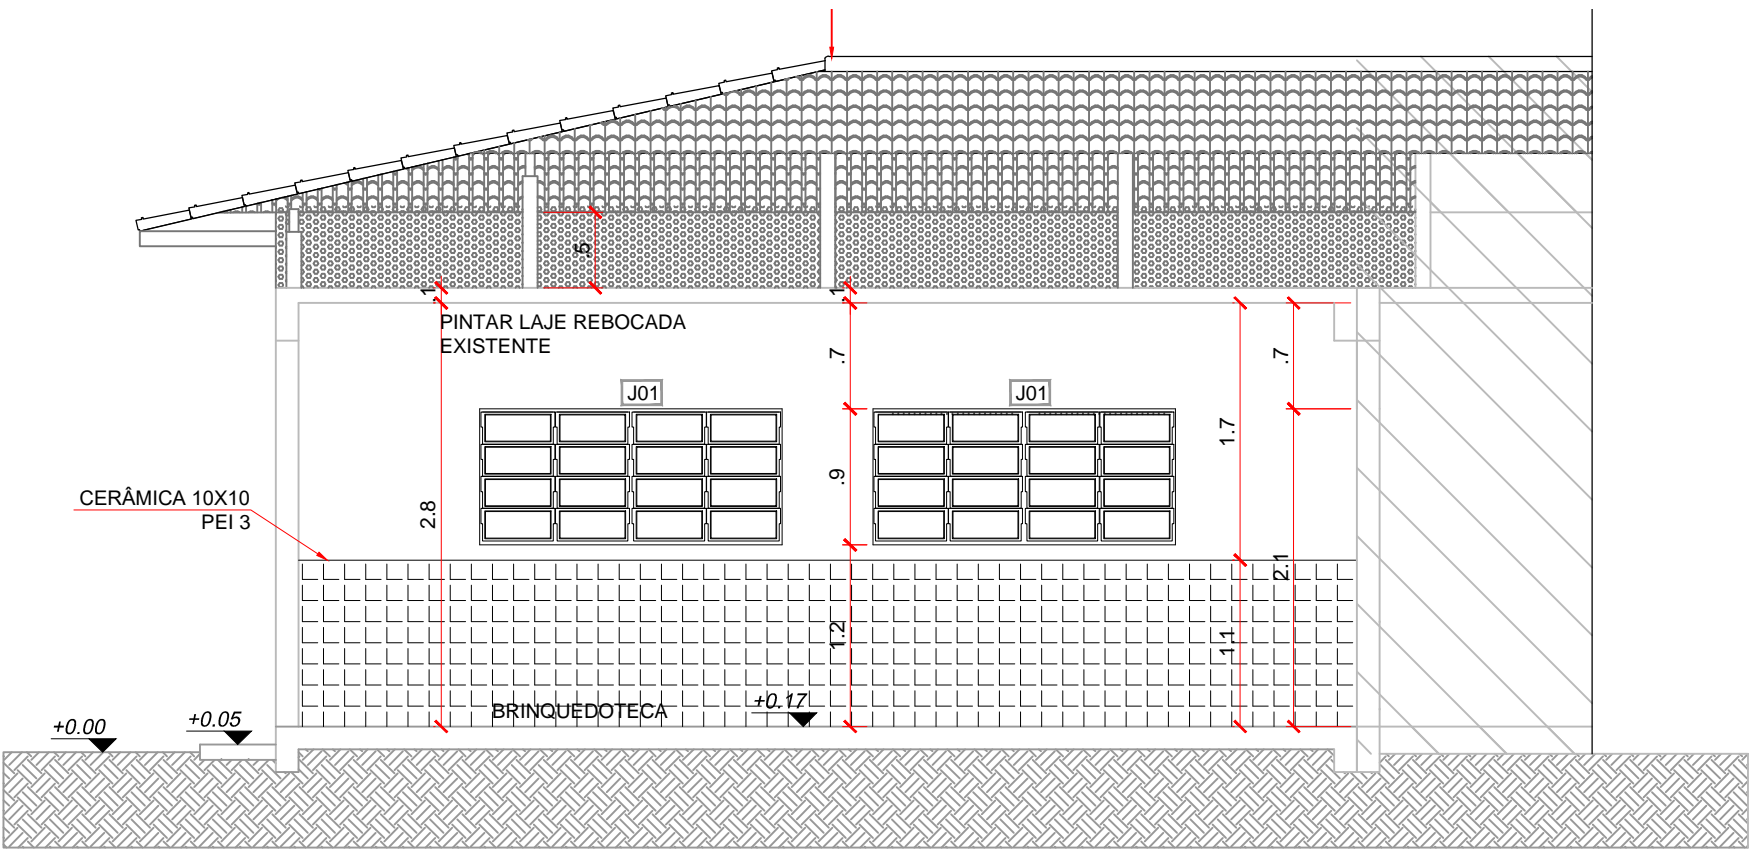 .5
.1
.1
PINTAR LAJE REBOCADA
EXISTENTE
.7
.7
J01
J01
1.7
CERÂMICA 10X10
PEI 3
2.8
.9
2.1
1.2
1.1
BRINQUEDOTECA
+0.17
+0.00
+0.05